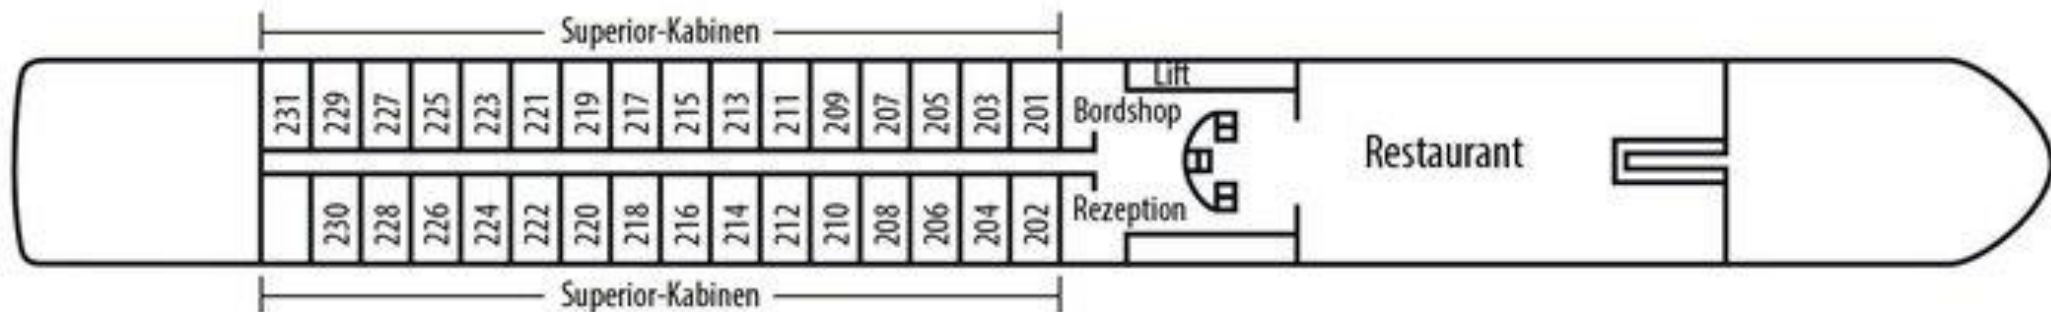 Superior-Kabinen
231 229 227 225 223 221 219 217 215 213 211 209 207 205 203 201
Lift
Bordshop
Restaurant
Rezeption
230 228 226 224 222 220 218 216 214 212 210 208 206 204 202
Superior-Kabinen